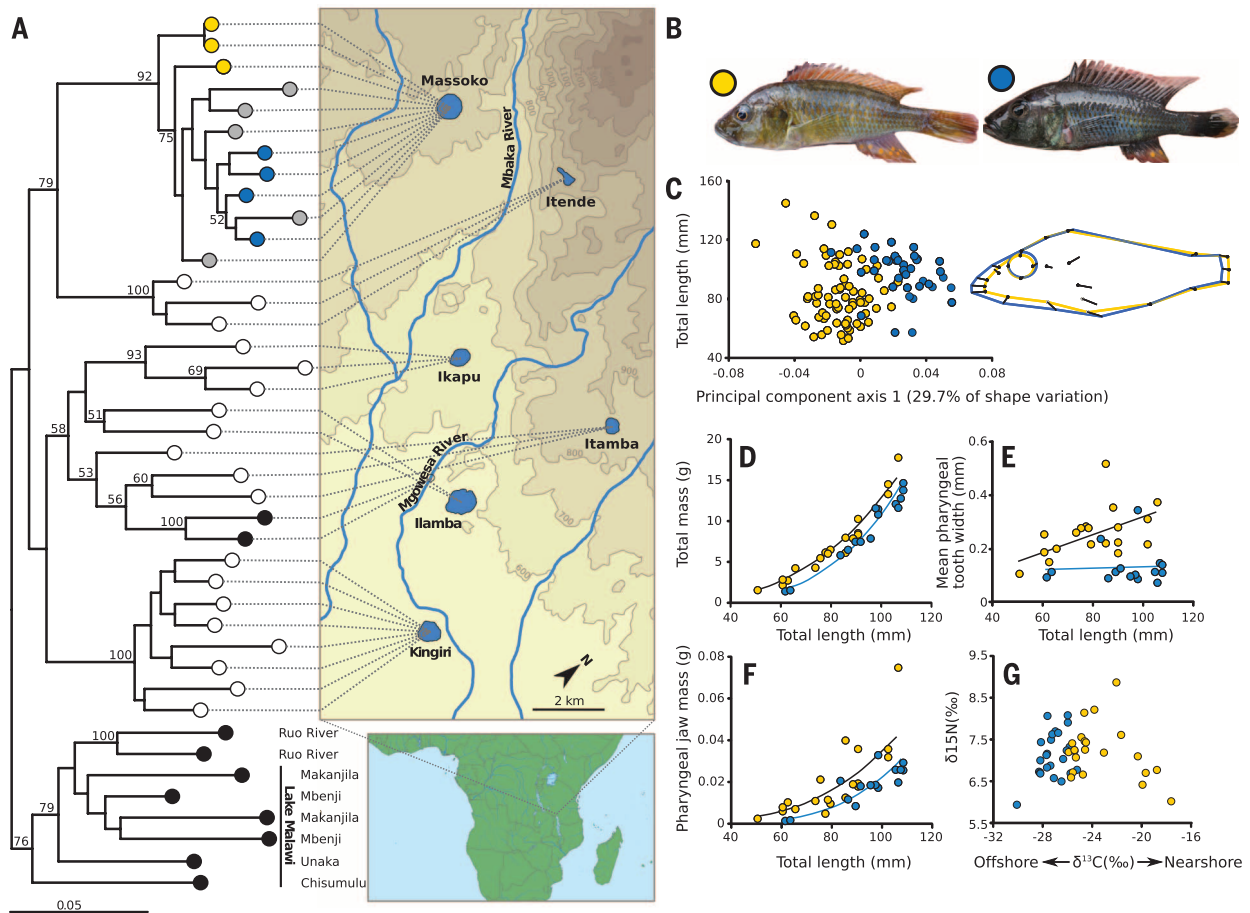 A
92
75
52
79
100
93
69
51
58
53
60
56
100
100
100
79
76
0.05
Ruo River
Ruo River
Makanjila
Mbenji
Makanjila
Mbenji
Unaka
Chisumulu
Lake Malawi
Massoko
Mbaka River
Itende
Ikapu
Itamba
Mgowesa River
Ilamba
Kingiri
900
800
700
600
N
2 km
B
C
Total length (mm)
160
120
80
40
-0.08
-0.04
0
0.04
0.08
Principal component axis 1 (29.7% of shape variation)
D
Total mass (g)
20
15
10
5
0
40
60
80
100
120
Total length (mm)
E
Mean pharyngeal
tooth width (mm)
0.6
0.4
0.2
0
40
60
80
100
120
Total length (mm)
F
Pharyngeal jaw mass (g)
0.08
0.06
0.04
0.02
0
40
60
80
100
120
Total length (mm)
G
δ15N(‰)
9.5
8.5
7.5
6.5
5.5
-32
-28
-24
-20
-16
Offshore ◄ δ¹³C(‰) ► Nearshore